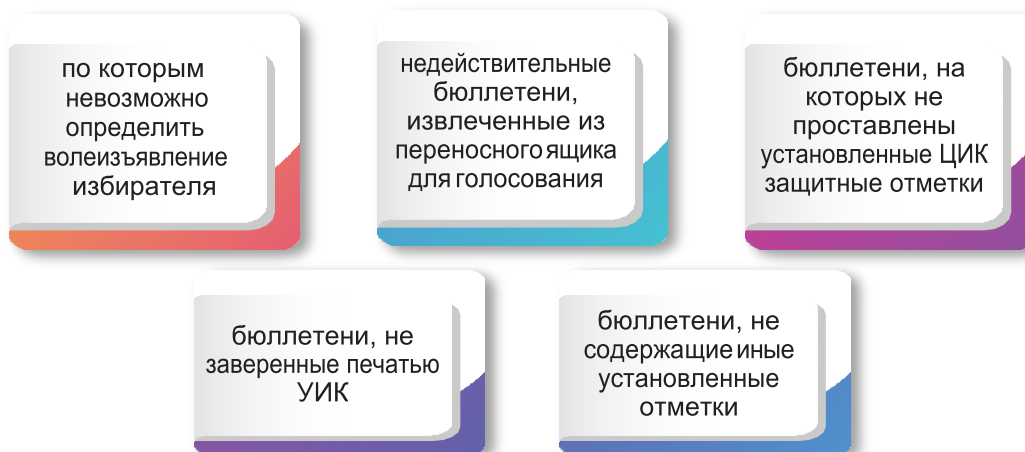 по которым
невозможно
определить
волеизъявление
избирателя
недействительные
бюллетени,
извлеченные из
переносного ящика
для голосования
бюллетени, на
которых не
проставлены
установленные ЦИК
защитные отметки
бюллетени, не
заверенные печатью
УИК
бюллетени, не
содержащие иные
установленные
отметки